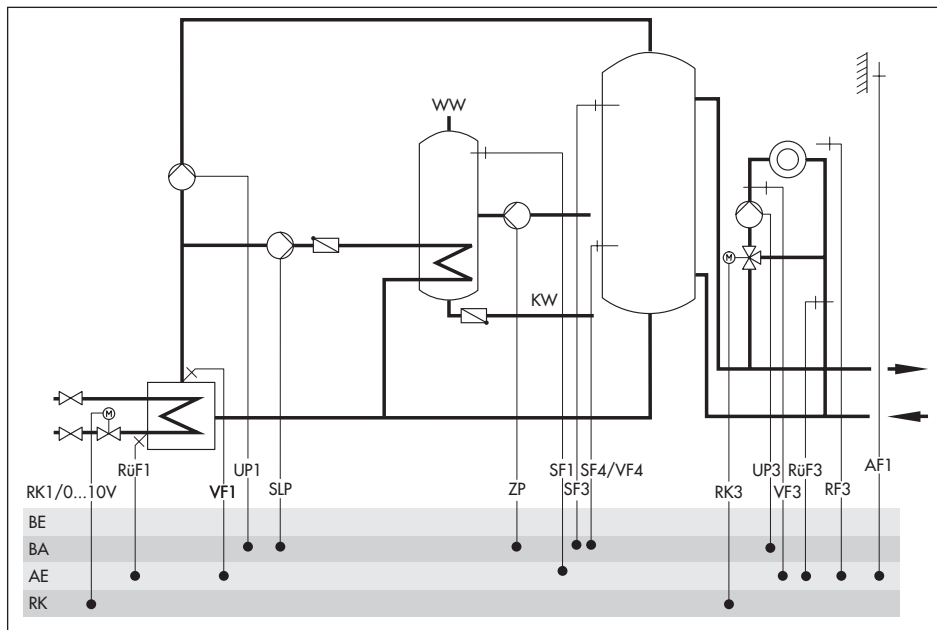 WW
M
KW
M
M
RüF1
UP1
SF1
SF4/VF4
UP3
RüF3
AF1
RK1/0...10V
VF1
SLP
ZP
SF3
RK3
VF3
RF3
BE
BA
AE
RK